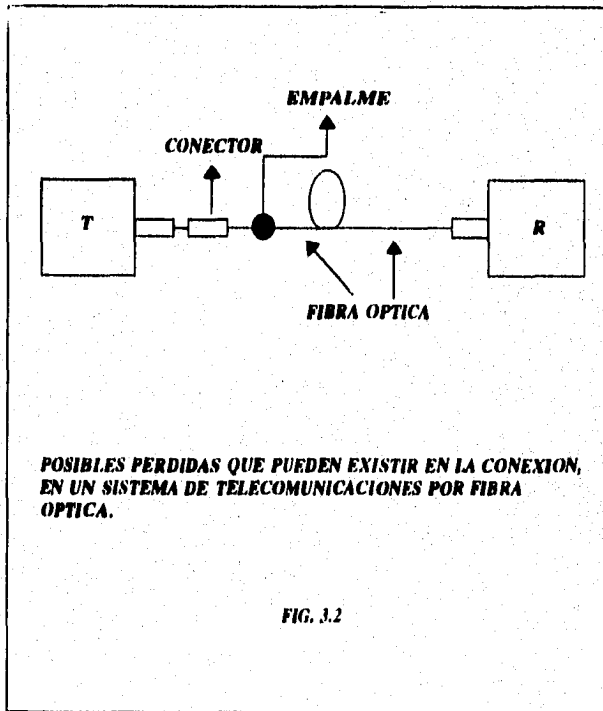 EMPALME
CONECTOR
T
R
FIBRA OPTICA
POSIBLES PERDIDAS QUE PUEDEN EXISTIR EN LA CONEXION,
EN UN SISTEMA DE TELECOMUNICACIONES POR FIBRA
OPTICA.
FIG. 3.2